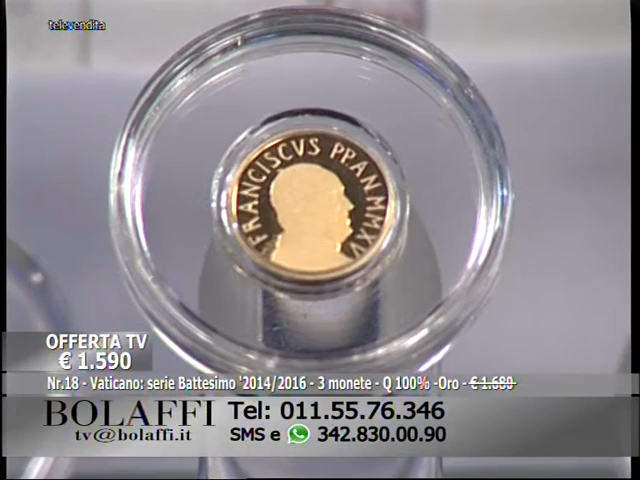 televendita
FRANCISCVS PP.AN.MMXV
OFFERTA TV
€ 1.590
Nr.18 - Vaticano: serie Battesimo '2014/2016 - 3 monete - Q 100% -Oro - € 1.680
BOLAFFI Tel: 011.55.76.346
tv@bolaffi.it SMS e 342.830.00.90